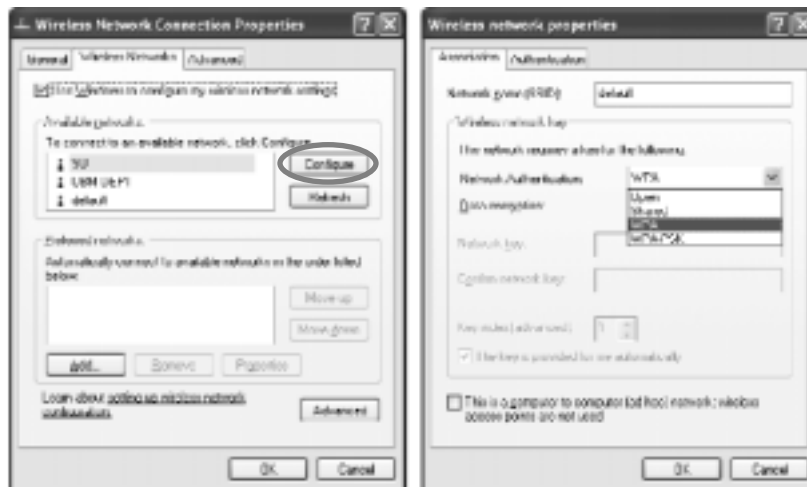 Wireless Network Connection Properties
General Wireless Networks Advanced
Use Windows to configure my wireless network settings
Available networks:
To connect to an available network, click Configure.
Configure
default
Refresh
Preferred networks:
Automatically connect to available networks in the order listed
below:
Move up
Move down
Add... Remove Properties
Learn about setting up wireless network
configuration.
Advanced
OK Cancel
Wireless network properties
Association Authentication
Network name (SSID): default
Wireless network key
This network requires a key for the following:
Network Authentication: WPA
Data encryption:
Open
Shared
WPA
WPA-PSK
Network key:
Confirm network key:
Key index (advanced): 1
The key is provided for me automatically
This is a computer to computer (ad hoc) network; wireless
access points are not used
OK Cancel